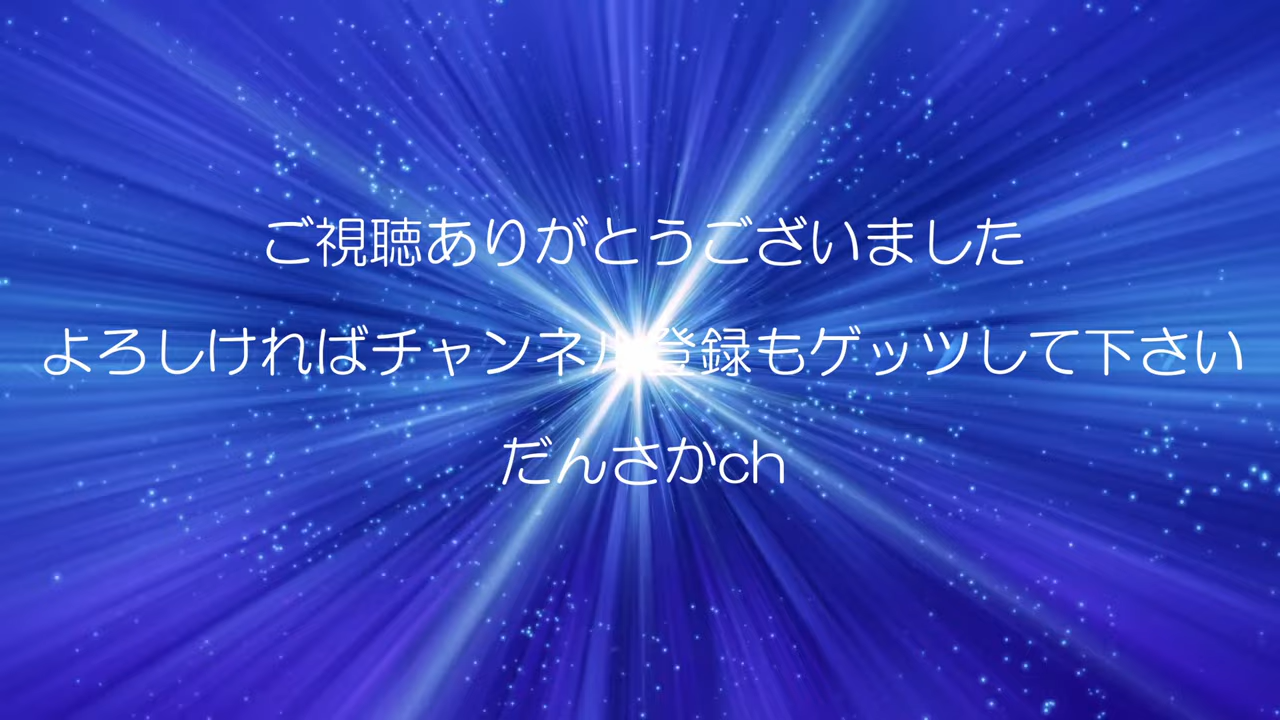 ご視聴ありがとうございました
よろしければチャンネル登録もゲッツして下さい
だんさかch